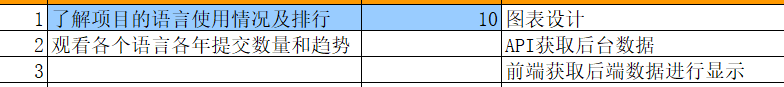 1 了解项目的语言使用情况及排行 10 图表设计
2 观看各个语言各年提交数量和趋势 API获取后台数据
3 前端获取后端数据进行显示